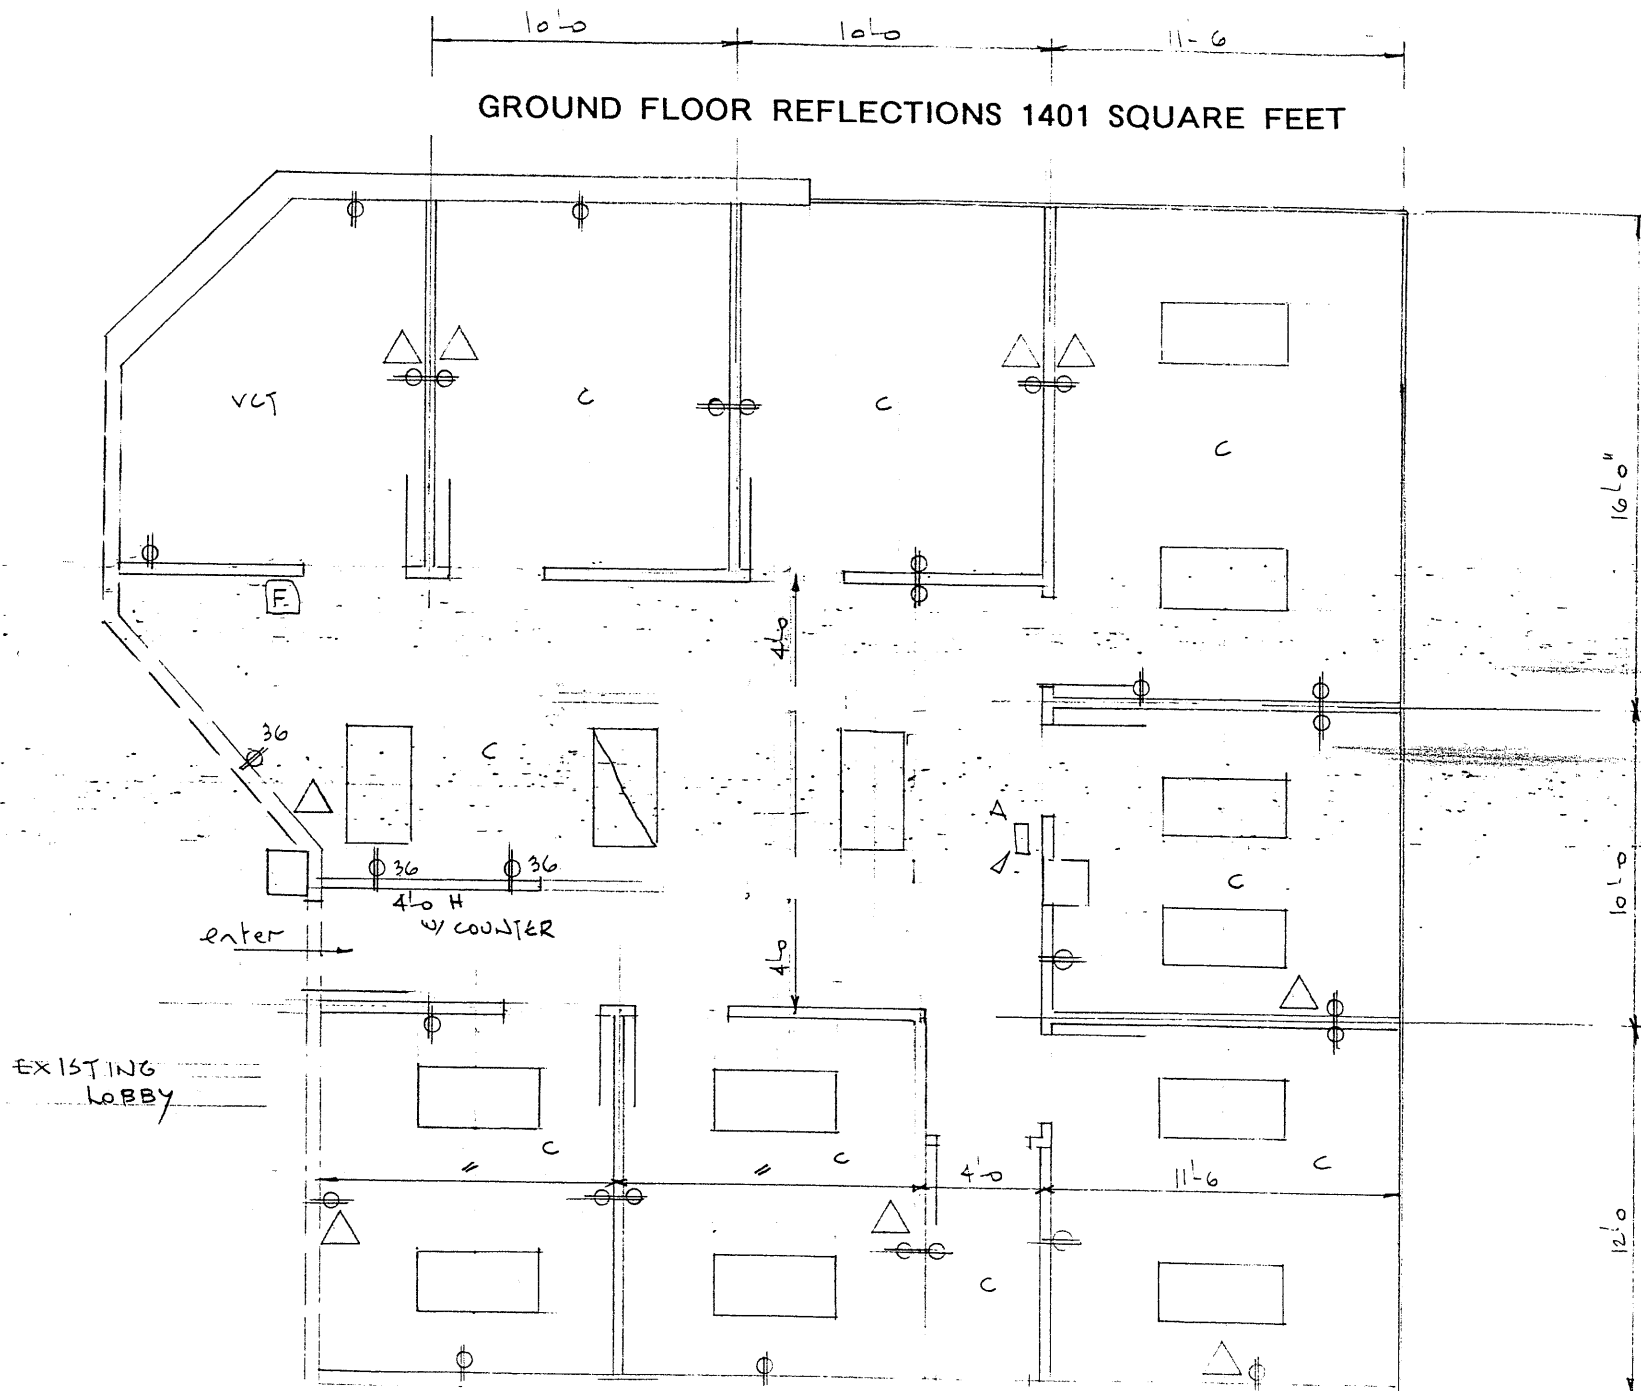 10'-0 10'-0 11-6
GROUND FLOOR REFLECTIONS 1401 SQUARE FEET
VCT C C C
16'-0"
F
4'-0
36
C
A
36 36
4'-0 H
W/ COUNTER
C
10'-0
enter
4'-0
EXISTING
LOBBY
C C C
4'-0 11'-6
12'-0
C